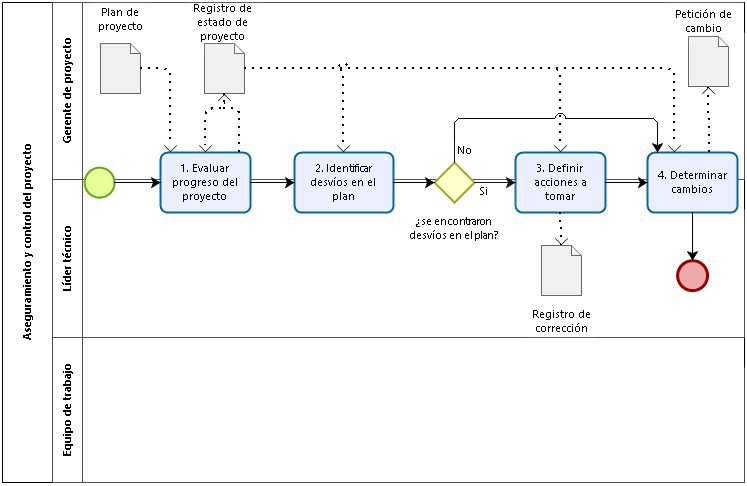 Aseguramiento y control del proyecto
Gerente de proyecto
Líder técnico
Equipo de trabajo
Plan de
proyecto
Registro de
estado de
proyecto
Petición de
cambio
1. Evaluar
progreso del
proyecto
2. Identificar
desvíos en el
plan
No
Si
¿se encontraron
desvíos en el plan?
3. Definir
acciones a
tomar
4. Determinar
cambios
Registro de
corrección